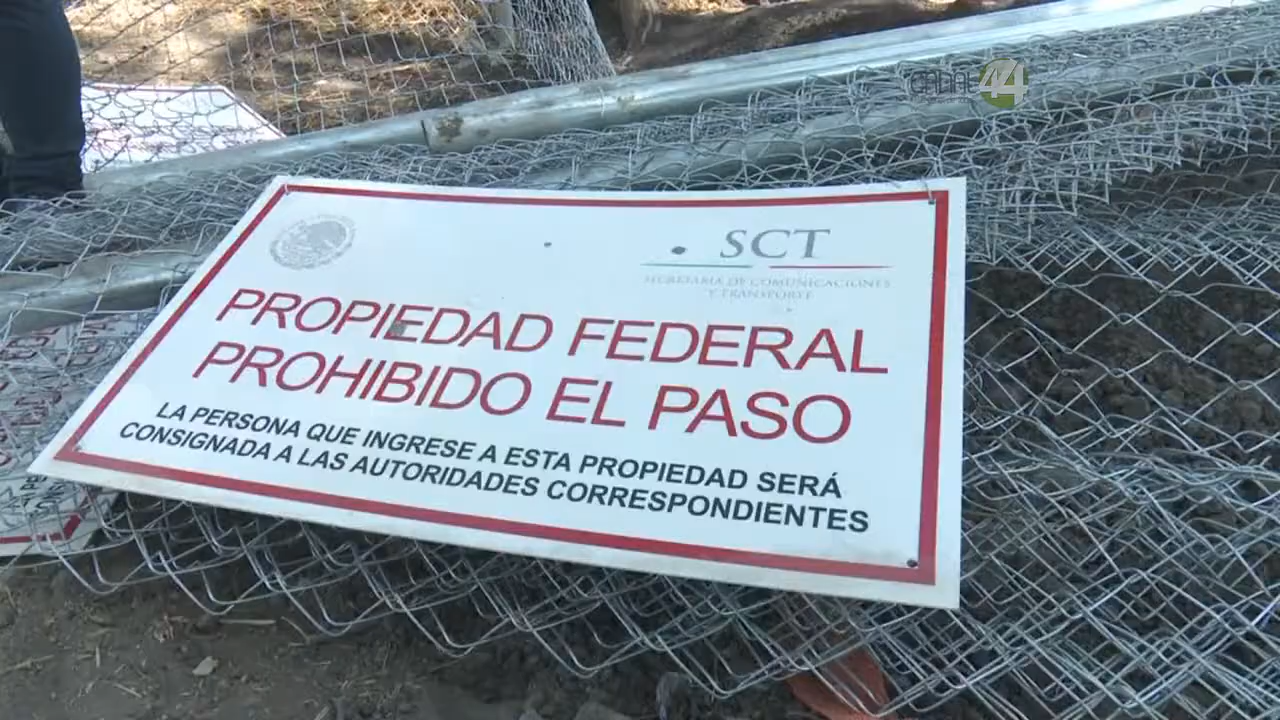 44
SCT
SECRETARÍA DE COMUNICACIONES
Y TRANSPORTE
PROPIEDAD FEDERAL
PROHIBIDO EL PASO
LA PERSONA QUE INGRESE A ESTA PROPIEDAD SERÁ
CONSIGNADA A LAS AUTORIDADES CORRESPONDIENTES